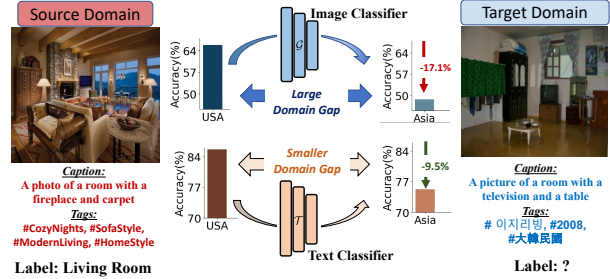 Source Domain
Caption:
A photo of a room with a
fireplace and carpet
Tags:
#CozyNights, #SofaStyle,
#ModernLiving, #HomeStyle
Label: Living Room
Image Classifier
Accuracy(%)
64
57
50
USA
𝒢
Large
Domain Gap
Accuracy(%)
64
57
50
-17.1%
Asia
Accuracy(%)
84
77
70
USA
Smaller
Domain Gap
𝒯
Accuracy(%)
84
77
70
-9.5%
Asia
Text Classifier
Target Domain
Caption:
A picture of a room with a
television and a table
Tags:
# 이지리빙, #2008,
#大韓民國
Label: ?